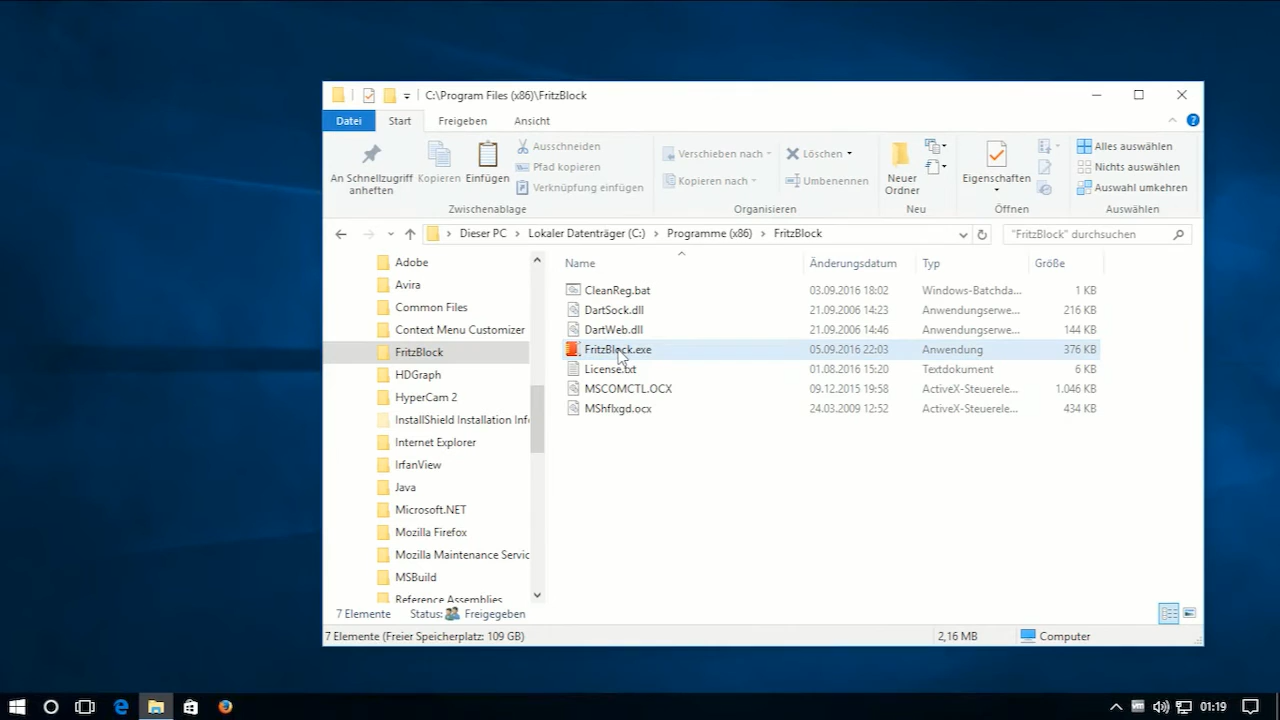 C:\Program Files (x86)\FritzBlock
Datei Start Freigeben Ansicht
An Schnellzugriff anheften
Kopieren
Einfügen
Ausschneiden
Pfad kopieren
Verknüpfung einfügen
Zwischenablage
Verschieben nach
Kopieren nach
Löschen
Umbenennen
Organisieren
Neuer Ordner
Neu
Eigenschaften
Öffnen
Alles auswählen
Nichts auswählen
Auswahl umkehren
Auswählen
Dieser PC > Lokaler Datenträger (C:) > Programme (x86) > FritzBlock
"FritzBlock" durchsuchen
Adobe
Avira
Common Files
Context Menu Customizer
FritzBlock
HDGraph
HyperCam 2
InstallShield Installation Inf
Internet Explorer
IrfanView
Java
Microsoft.NET
Mozilla Firefox
Mozilla Maintenance Servic
MSBuild
Reference Assemblies
Name Änderungsdatum Typ Größe
CleanReg.bat 03.09.2016 18:02 Windows-Batchda... 1 KB
DartSock.dll 21.09.2006 14:23 Anwendungserwe... 216 KB
DartWeb.dll 21.09.2006 14:46 Anwendungserwe... 144 KB
FritzBlock.exe 05.09.2016 22:03 Anwendung 376 KB
License.txt 01.08.2016 15:20 Textdokument 6 KB
MSCOMCTL.OCX 09.12.2015 19:58 ActiveX-Steuerele... 1.046 KB
MShflxgd.ocx 24.03.2009 12:52 ActiveX-Steuerele... 434 KB
7 Elemente Status: Freigegeben
7 Elemente (Freier Speicherplatz: 109 GB) 2,16 MB Computer
01:19